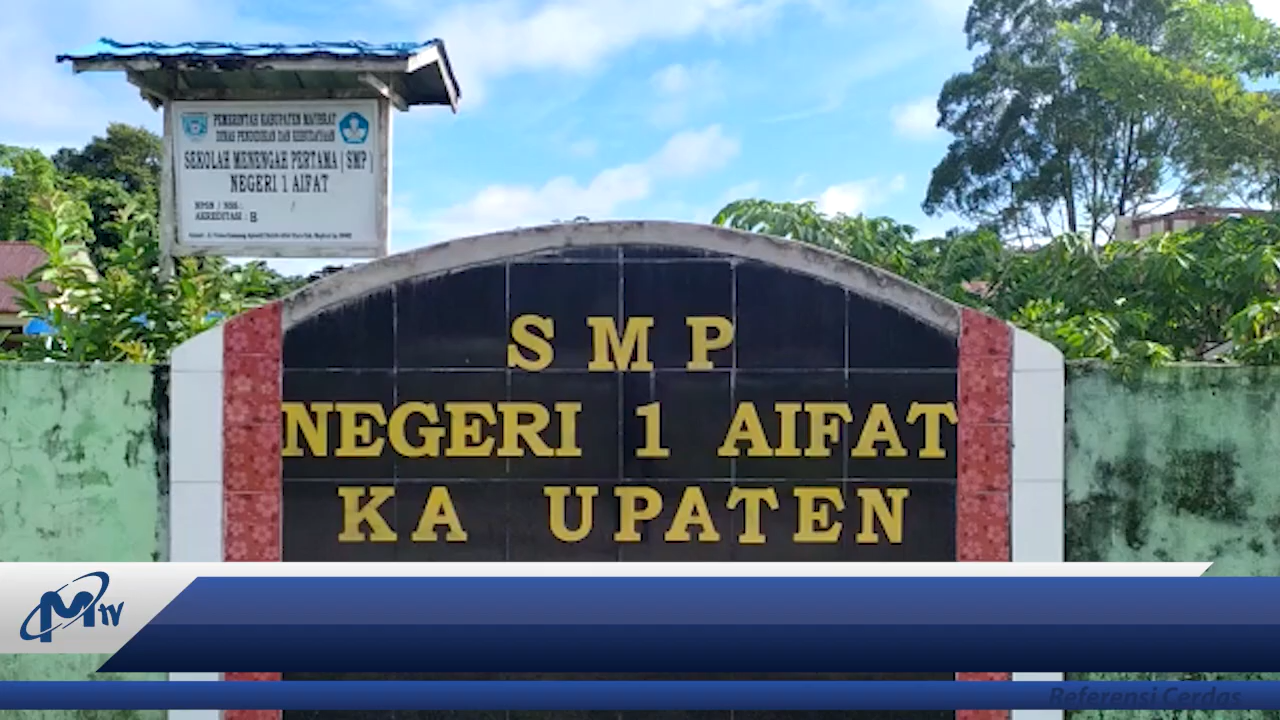 PEMERINTAH KABUPATEN MAYBRAT
DINAS PENDIDIKAN DAN KEBUDAYAAN
SEKOLAH MENENGAH PERTAMA ( SMP )
NEGERI 1 AIFAT
NPSN / NSS :
AKREDITASI : B
SMP
NEGERI 1 AIFAT
KA UPATEN
M tv
Referensi Cerdas